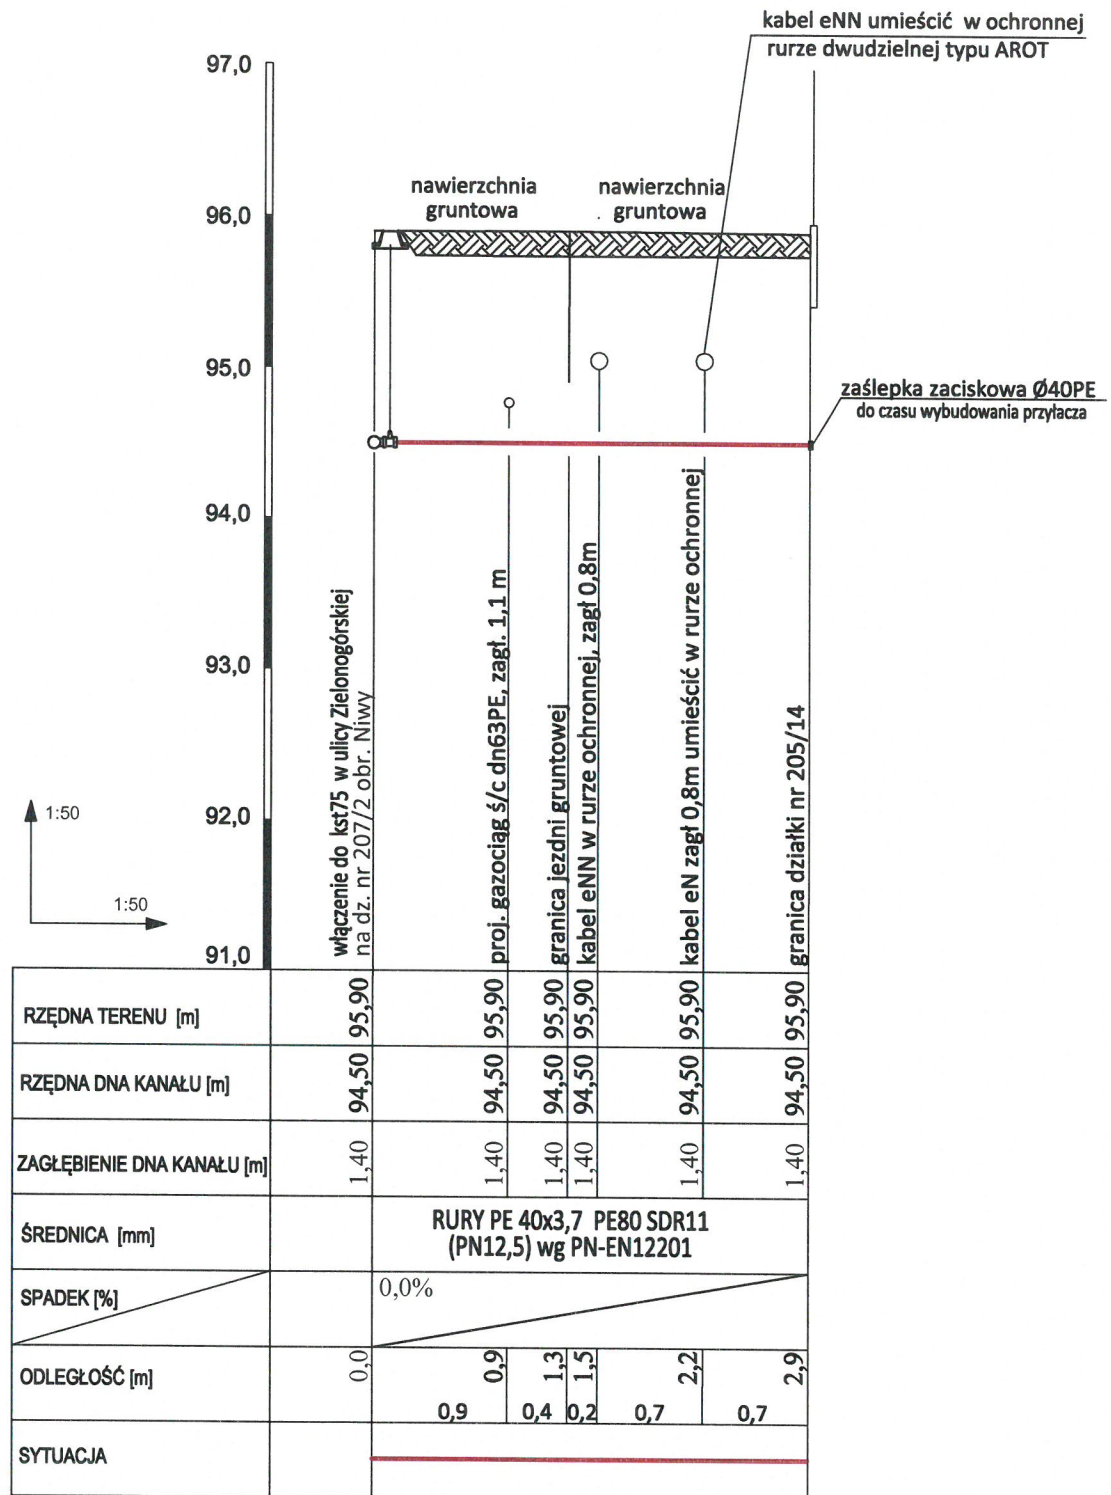 kabel eNN umieścić w ochronnej
rurze dwudzielnej typu AROT
97,0
nawierzchnia
gruntowa
nawierzchnia
gruntowa
96,0
95,0
zaślepka zaciskowa Ø40PE
do czasu wybudowania przyłacza
94,0
93,0
92,0
91,0
1:50
1:50
włączenie do kst75 w ulicy Zielonogórskiej
na dz. nr 207/2 obr. Niwy
proj. gazociąg ś/c dn63PE, zagł. 1,1 m
granica jezdni gruntowej
kabel eNN w rurze ochronnej, zagł 0,8m
kabel eN zagł 0,8m umieścić w rurze ochronnej
granica działki nr 205/14
RZĘDNA TERENU [m] 95,90 95,90 95,90 95,90 95,90 95,90
RZĘDNA DNA KANAŁU [m] 94,50 94,50 94,50 94,50 94,50 94,50
ZAGŁĘBIENIE DNA KANAŁU [m] 1,40 1,40 1,40 1,40 1,40 1,40
ŚREDNICA [mm]
RURY PE 40x3,7 PE80 SDR11
(PN12,5) wg PN-EN12201
SPADEK [%] 0,0%
ODLEGŁOŚĆ [m] 0,0 0,9 1,3 1,5 2,2 2,9
0,9 0,4 0,2 0,7 0,7
SYTUACJA